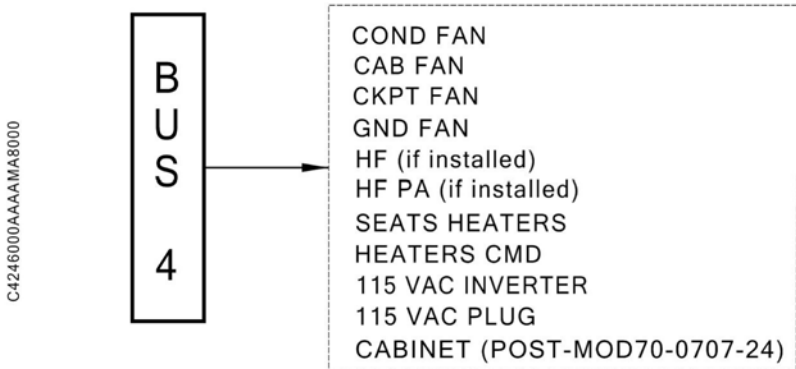 C4246000AAAAMA8000
B
U
S
4
COND FAN
CAB FAN
CKPT FAN
GND FAN
HF (if installed)
HF PA (if installed)
SEATS HEATERS
HEATERS CMD
115 VAC INVERTER
115 VAC PLUG
CABINET (POST-MOD70-0707-24)